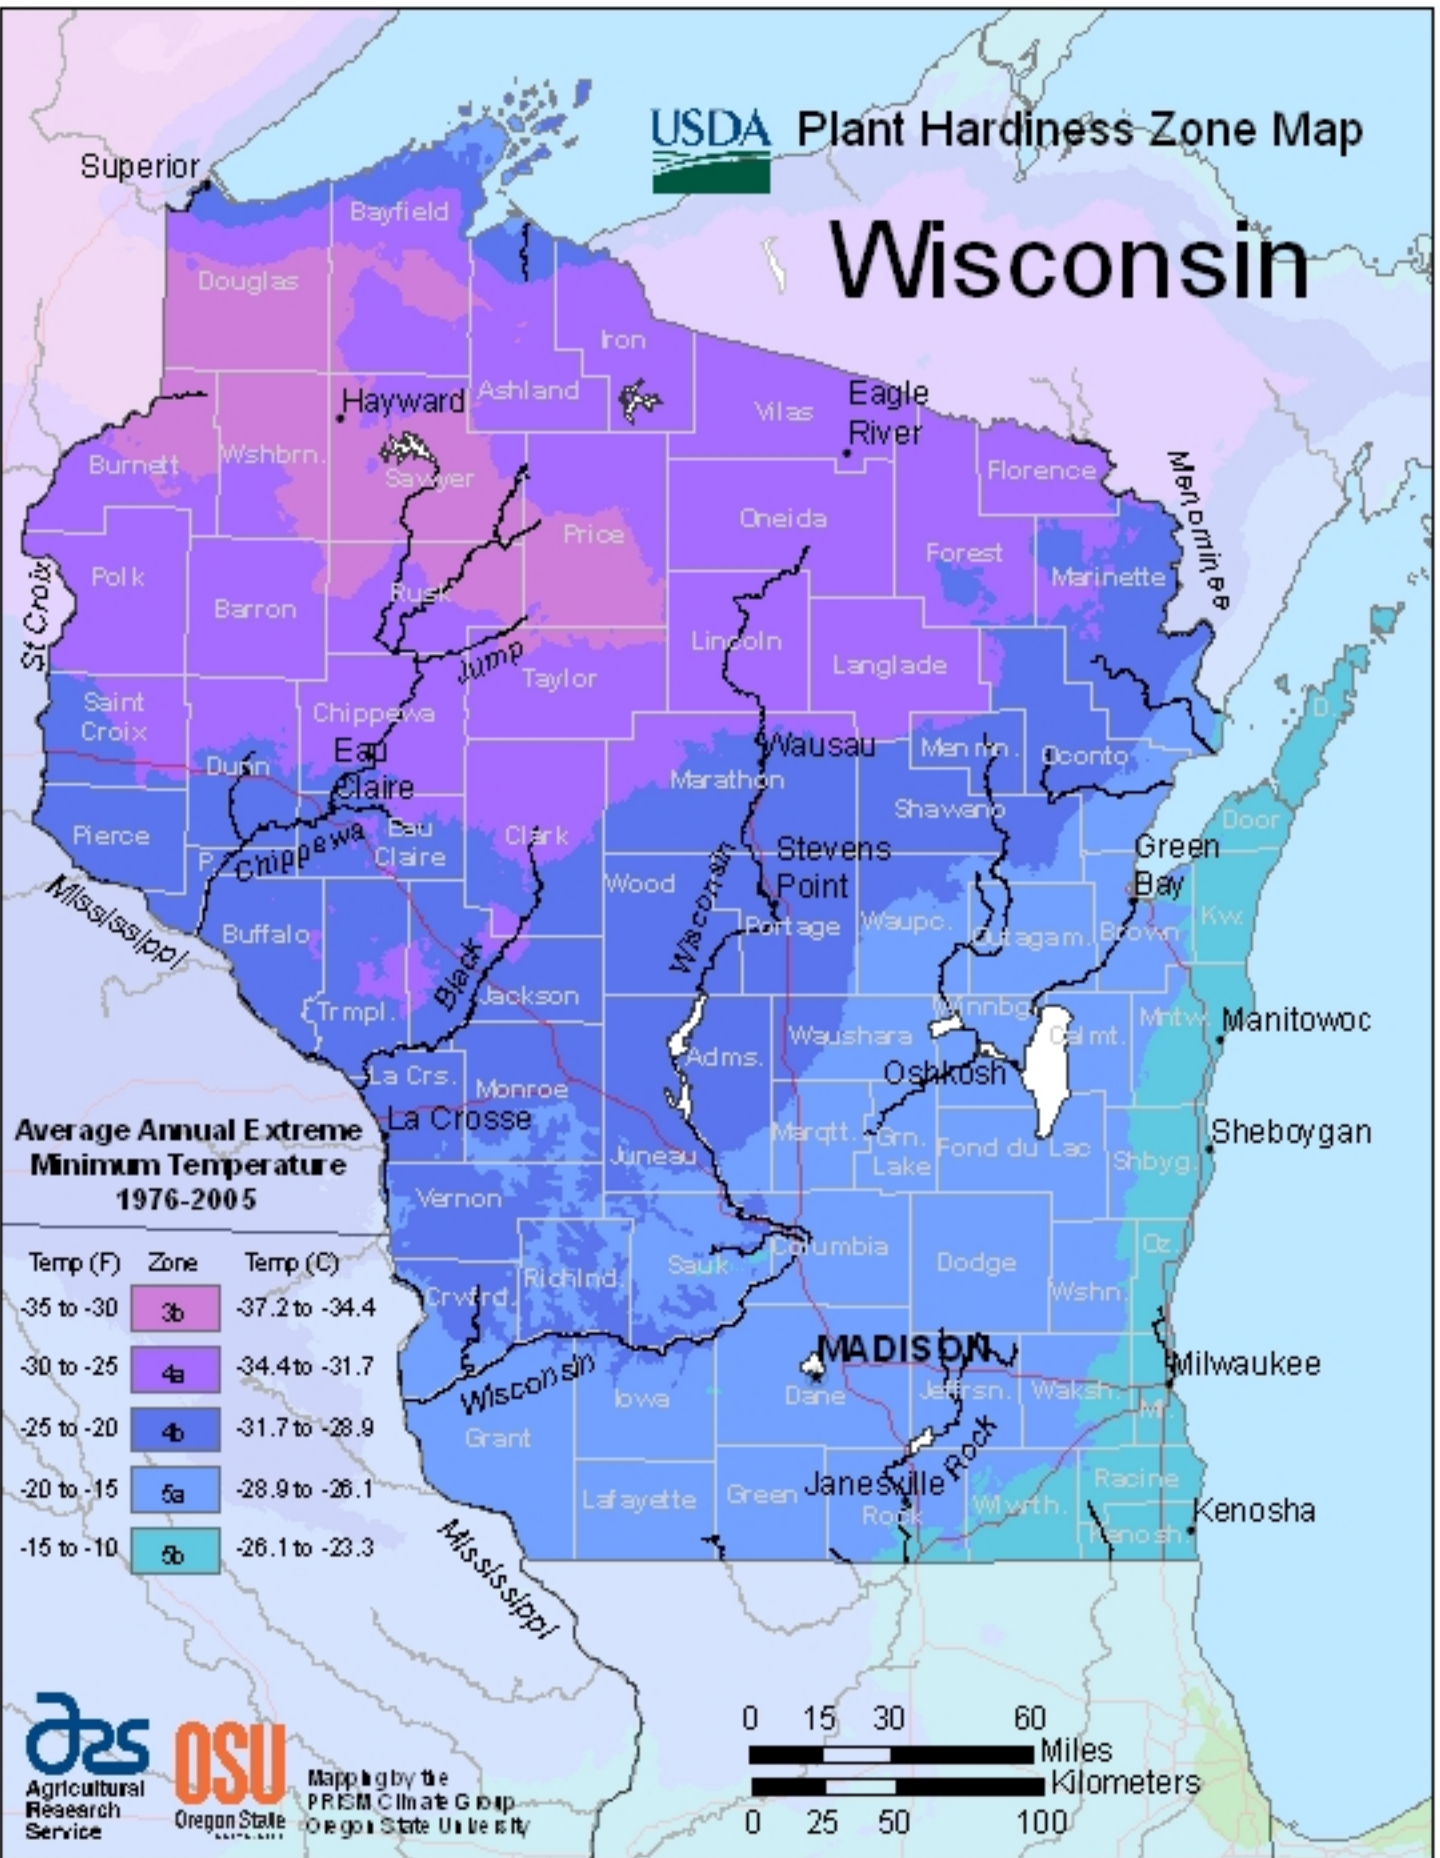 USDA Plant Hardiness Zone Map
Wisconsin
Superior
Bayfield
Douglas
Iron
Ashland
Hayward
Vilas
Eagle
River
Burnett
Wshbrn.
Sawyer
Florence
Menominee
Price
Oneida
Forest
Polk
Barron
Rusk
Marinette
St Croix
Jump
Lincoln
Langlade
Taylor
Saint
Croix
Chippewa
D.
Dunn
Eau
Claire
Wausau
Marathon
Men mn.
Oconto
Shawano
Pierce
P.
Chippewa
Eau
Claire
Clark
Door
Stevens
Point
Green
Bay
Wood
Wisconsin
Portage
Waupc.
Outagam.
Brown
Kw.
Mississippi
Buffalo
Trmpl.
Black
Jackson
Adms.
Waushara
Winnbg.
Calmt.
Mntw.
Manitowoc
Oshkosh
La Crs.
Monroe
La Crosse
Juneau
Marqtt.
Grn.
Lake
Fond du Lac
Shbyg.
Sheboygan
Vernon
Richlnd.
Sauk
Columbia
Dodge
Oz.
Wshn.
Crwfrd.
Wisconsin
MADISON
Milwaukee
Iowa
Dane
Jeffrsn.
Waksh.
Grant
Rock
Lafayette
Green
Janesville
Rock
Wlwrth.
Racine
Kenosh.
Kenosha
Mississippi
Average Annual Extreme
Minimum Temperature
1976-2005
Temp (F) Zone Temp (C)
-35 to -30 3b -37.2 to -34.4
-30 to -25 4a -34.4 to -31.7
-25 to -20 4b -31.7 to -28.9
-20 to -15 5a -28.9 to -26.1
-15 to -10 5b -26.1 to -23.3
ars
Agricultural
Research
Service
OSU
Oregon State
Mapping by the
PRISM Climate Group
Oregon State University
0 15 30 60
Miles
Kilometers
0 25 50 100